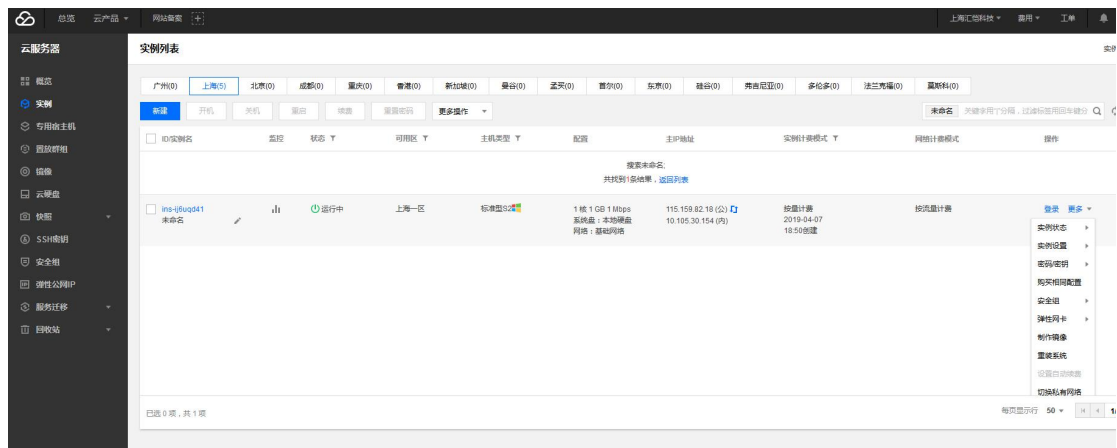 总览 云产品 网站备案 上海汇档科技 费用 工单
云服务器 实例列表
概览
实例
专用宿主机
置放群组
镜像
云硬盘
快照
SSH密钥
安全组
弹性公网IP
服务迁移
回收站
广州(0) 上海(5) 北京(0) 成都(0) 重庆(0) 香港(0) 新加坡(0) 曼谷(0) 孟买(0) 首尔(0) 东京(0) 硅谷(0) 弗吉尼亚(0) 多伦多(0) 法兰克福(0) 莫斯科(0)
新建 开机 关机 重启 续费 重置密码 更多操作 未命名 关键字用'|'分隔，过滤标签用回车键分
ID/实例名 监控 状态 可用区 主机类型 配置 主IP地址 实例计费模式 网络计费模式 操作
搜索未命名;
共找到1条结果，返回列表
ins-ij6uqd41 运行中 上海一区 标准型S2 1 核 1 GB 1 Mbps 115.159.82.18 (公) 按量计费 按流量计费 登录 更多
未命名 系统盘：本地硬盘 10.105.30.154 (内) 2019-04-07
网络：基础网络 18:50创建
实例状态
实例设置
密码/密钥
购买相同配置
安全组
弹性网卡
制作镜像
重装系统
设置自动续费
切换私有网络
已选 0 项，共 1 项 每页显示行 50